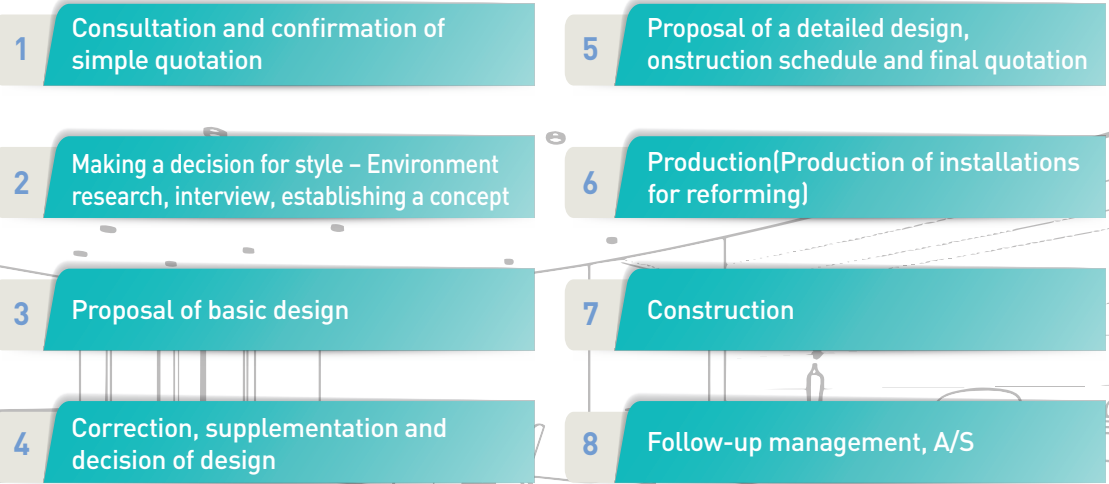 1
Consultation and confirmation of
simple quotation
2
Making a decision for style – Environment
research, interview, establishing a concept
3
Proposal of basic design
4
Correction, supplementation and
decision of design
5
Proposal of a detailed design,
onstruction schedule and final quotation
6
Production(Production of installations
for reforming)
7
Construction
8
Follow-up management, A/S